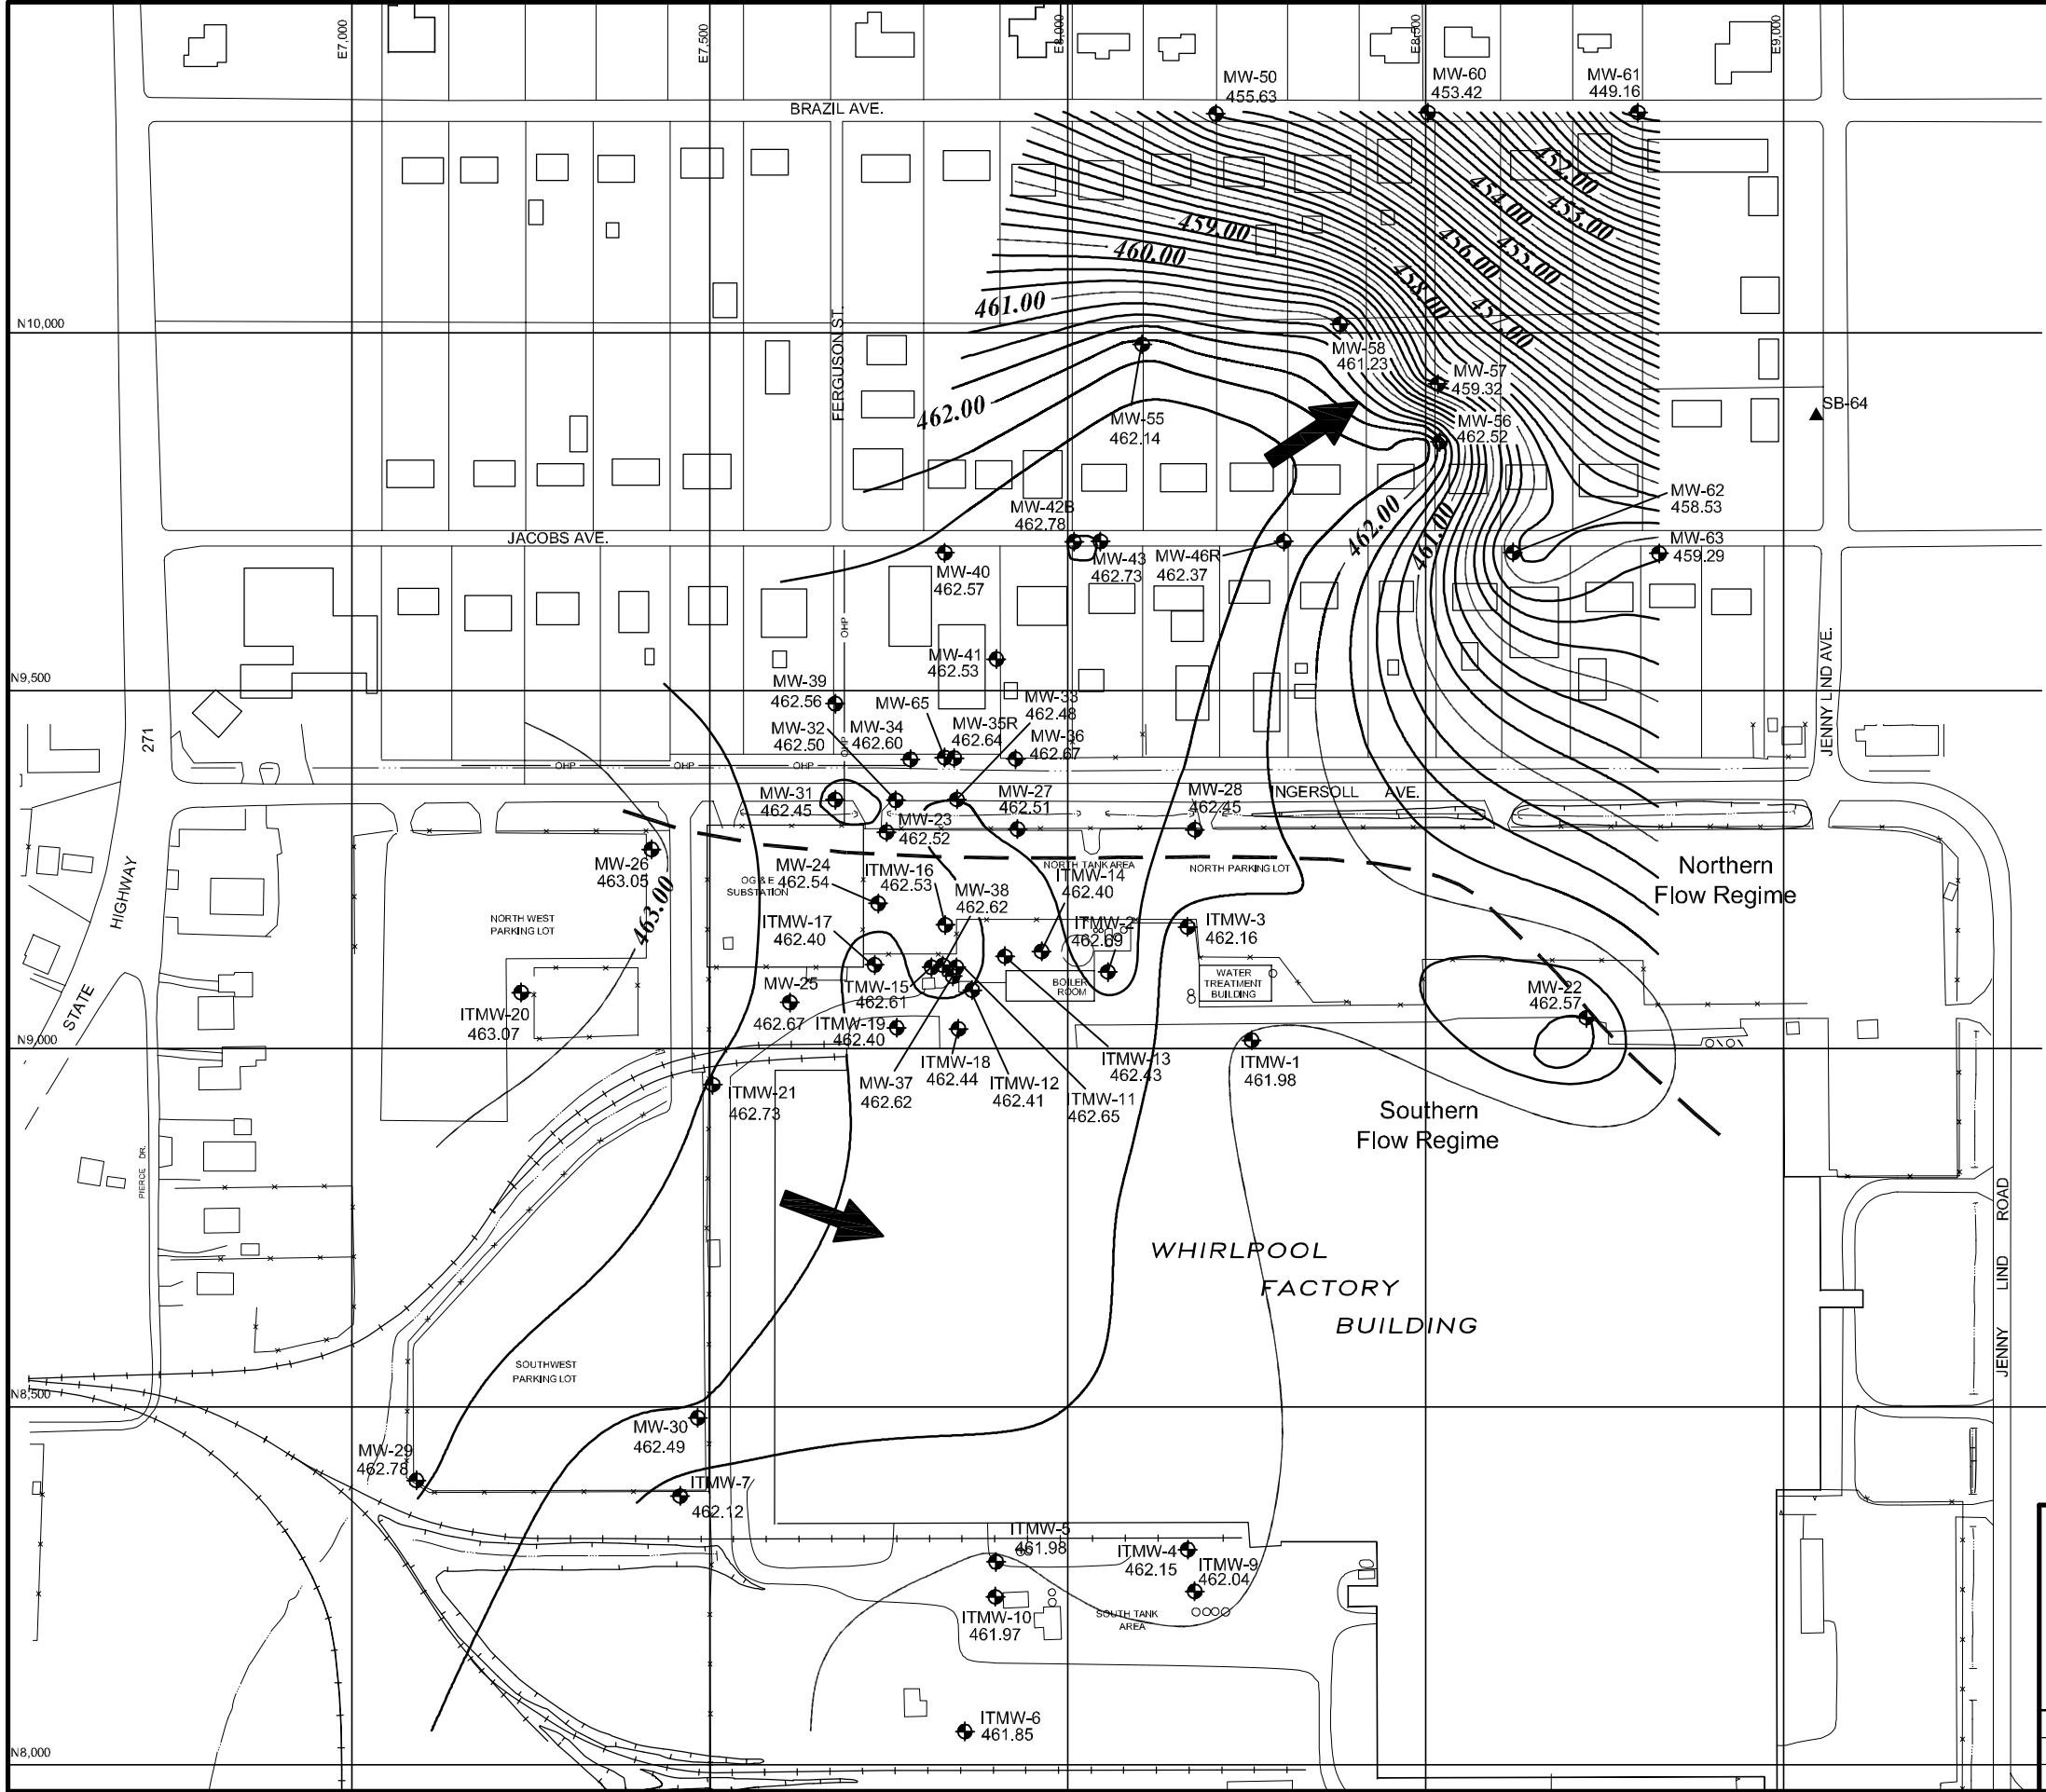 E7,000
E7,500
E8,000
E8,500
E9,000
MW-50
455.63
MW-60
453.42
MW-61
449.16
BRAZIL AVE.
452.00
454.00
453.00
459.00
456.00
455.00
460.00
458.00
457.00
461.00
N10,000
FERGUSON ST.
MW-58
461.23
MW-57
459.32
462.00
MW-55
462.14
MW-56
462.52
SB-64
MW-62
458.53
MW-42B
462.78
462.00
461.00
JACOBS AVE.
MW-40
462.57
MW-43
462.73
MW-46R
462.37
MW-63
459.29
OHP
JENNY LIND AVE.
MW-41
462.53
N9,500
MW-39
462.56
MW-65
MW-33
462.48
MW-32
462.50
MW-34
462.60
MW-35R
462.64
MW-36
462.67
271
OHP
OHP
OHP
OHP
MW-31
462.45
MW-27
462.51
MW-28
462.45
INGERSOLL AVE.
MW-23
462.52
MW-26
463.05
MW-24
462.54
ITMW-16
462.53
MW-38
462.62
NORTH TANK AREA
ITMW-14
462.40
NORTH PARKING LOT
Northern
Flow Regime
OG & E
SUBSTATION
HIGHWAY
STATE
NORTH WEST
PARKING LOT
463.00
ITMW-17
462.40
ITMW-2
462.69
ITMW-3
462.16
WATER
TREATMENT
BUILDING
BOILER
ROOM
MW-22
462.57
MW-25
462.67
TMW-15
462.61
ITMW-20
463.07
ITMW-19
462.40
N9,000
ITMW-18
462.44
ITMW-13
462.43
ITMW-1
461.98
MW-37
462.62
ITMW-12
462.41
ITMW-11
462.65
ITMW-21
462.73
Southern
Flow Regime
PIERCE DR.
WHIRLPOOL
FACTORY
BUILDING
JENNY LIND ROAD
SOUTHWEST
PARKING LOT
N8,500
MW-30
462.49
MW-29
462.78
ITMW-7
462.12
ITMW-5
461.98
ITMW-4
462.15
ITMW-9
462.04
ITMW-10
461.97
SOUTH TANK
AREA
ITMW-6
461.85
N8,000